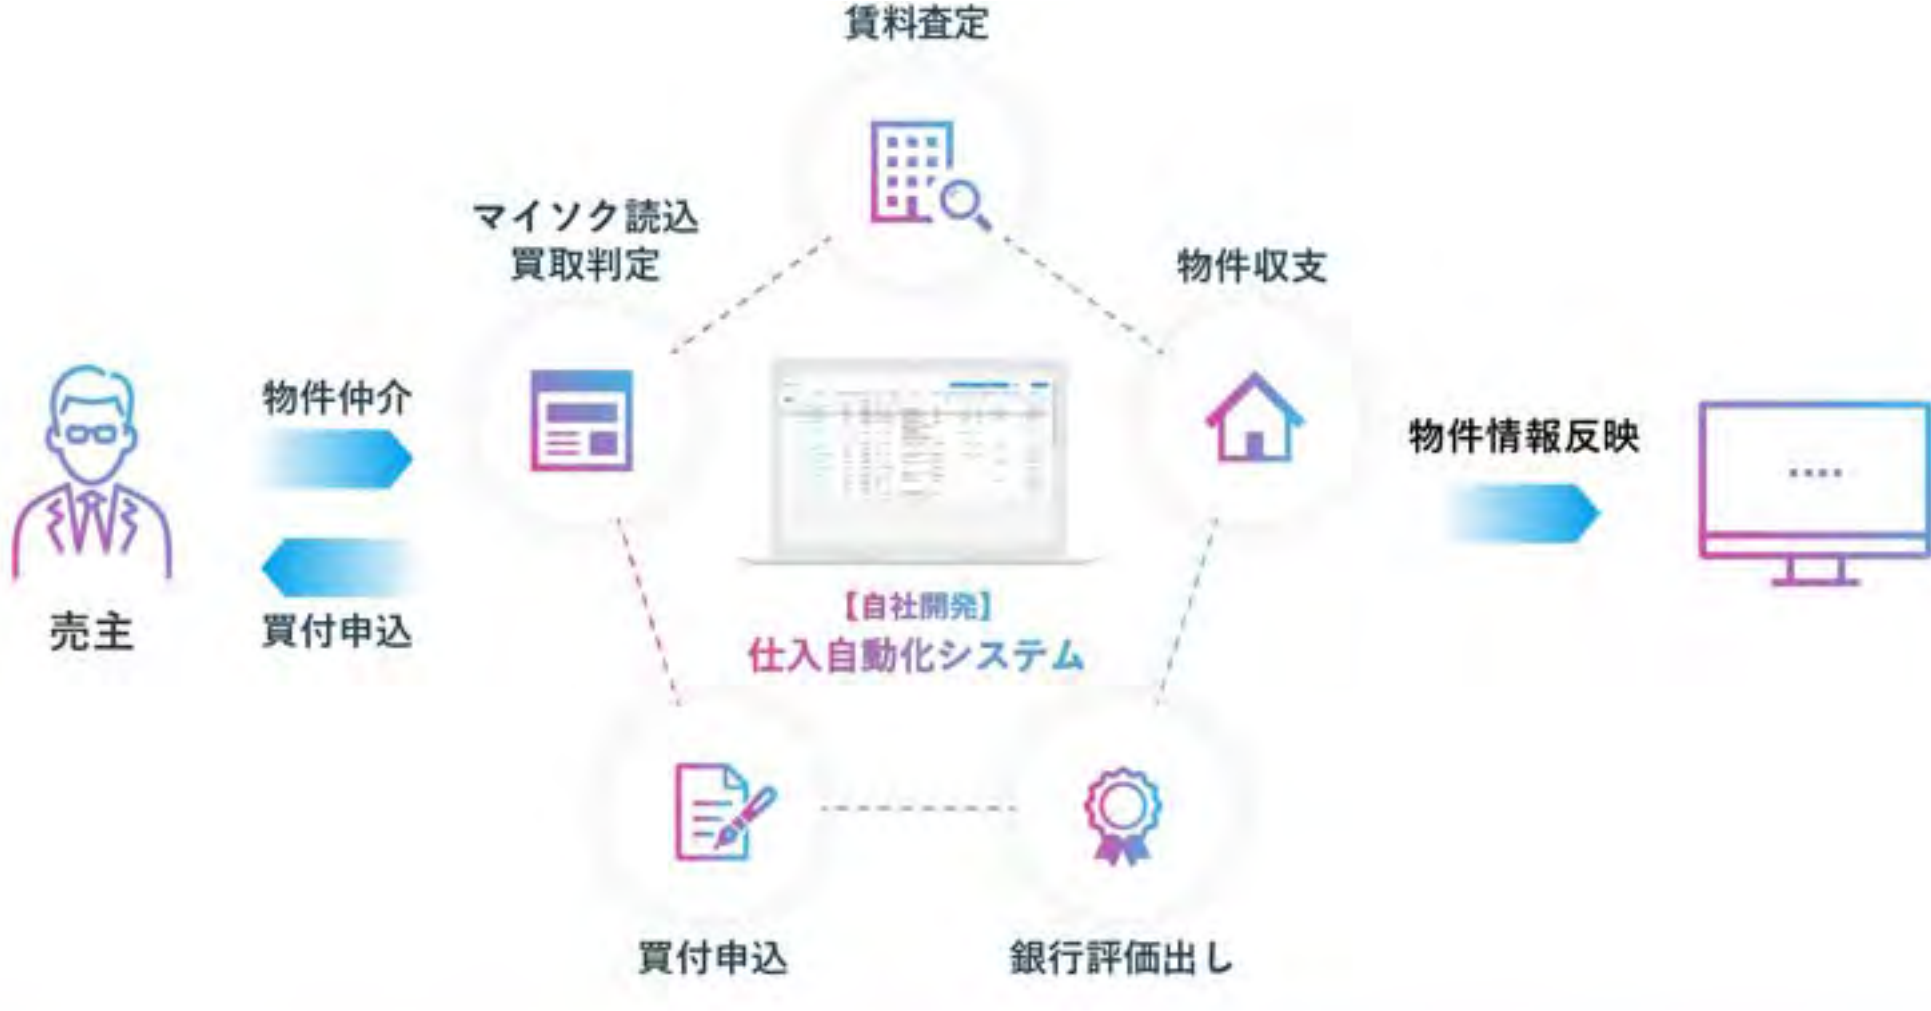 賃料査定
マイソク読込
買取判定
物件収支
物件仲介
物件情報反映
【自社開発】
仕入自動化システム
売主
買付申込
買付申込
銀行評価出し